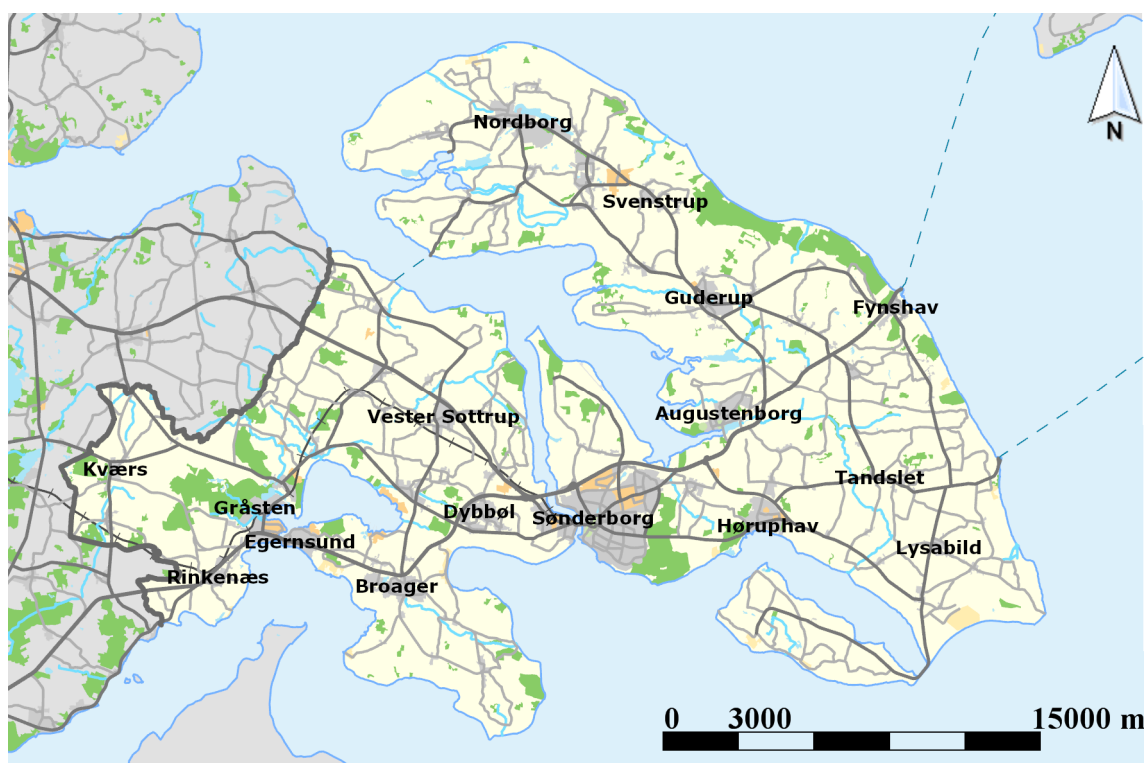 Nordborg
N
Svenstrup
Guderup
Fynshav
Vester Sottrup
Augustenborg
Kværs
Tandslet
Gråsten
Dybbøl
Sønderborg
Høruphav
Egernsund
Lysabild
Rinkenæs
Broager
0 3000 15000 m